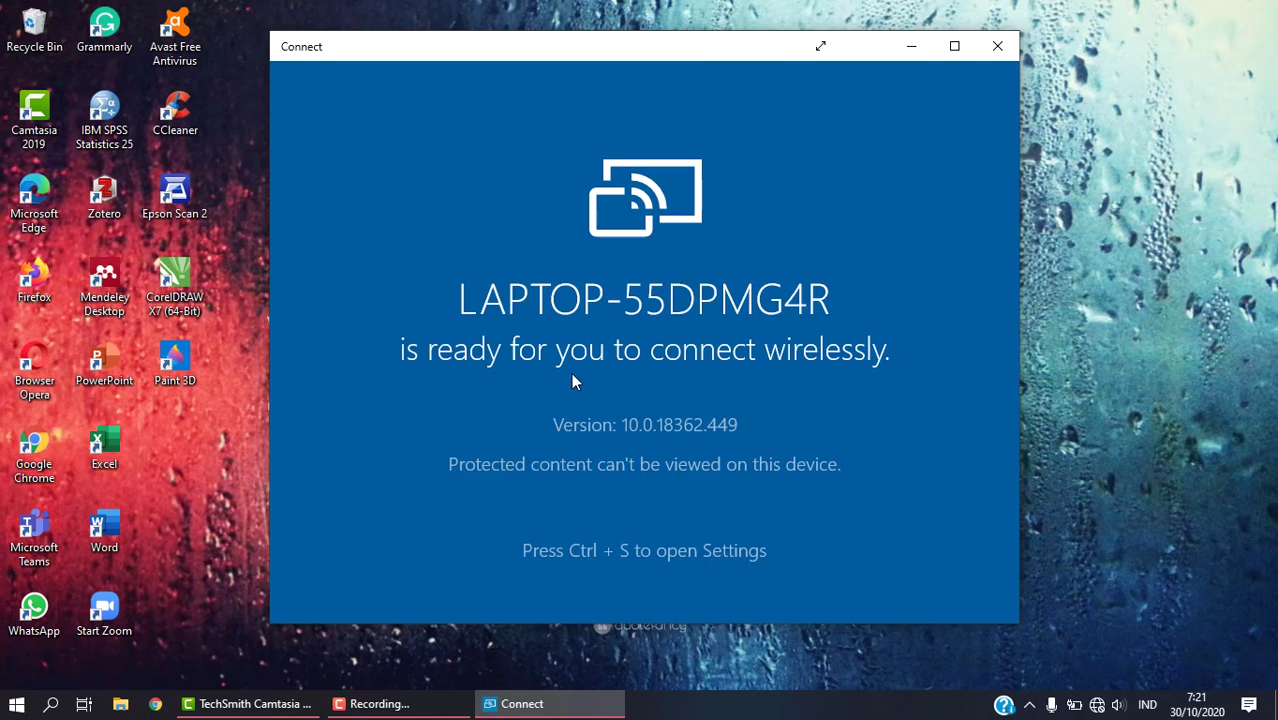 Recycle Bin
Grammarly
Avast Free
Antivirus
Camtasia
2019
IBM SPSS
Statistics 25
CCleaner
Microsoft
Edge
Zotero
Epson Scan 2
Firefox
Mendeley
Desktop
CorelDRAW
X7 (64-Bit)
Browser
Opera
PowerPoint
Paint 3D
Google
Chrome
Excel
Microsoft
Teams
Word
WhatsApp
Start Zoom
Connect
LAPTOP-55DPMG4R
is ready for you to connect wirelessly.
Version: 10.0.18362.449
Protected content can't be viewed on this device.
Press Ctrl + S to open Settings
TechSmith Camtasia ...
Recording...
Connect
IND
7:21
30/10/2020